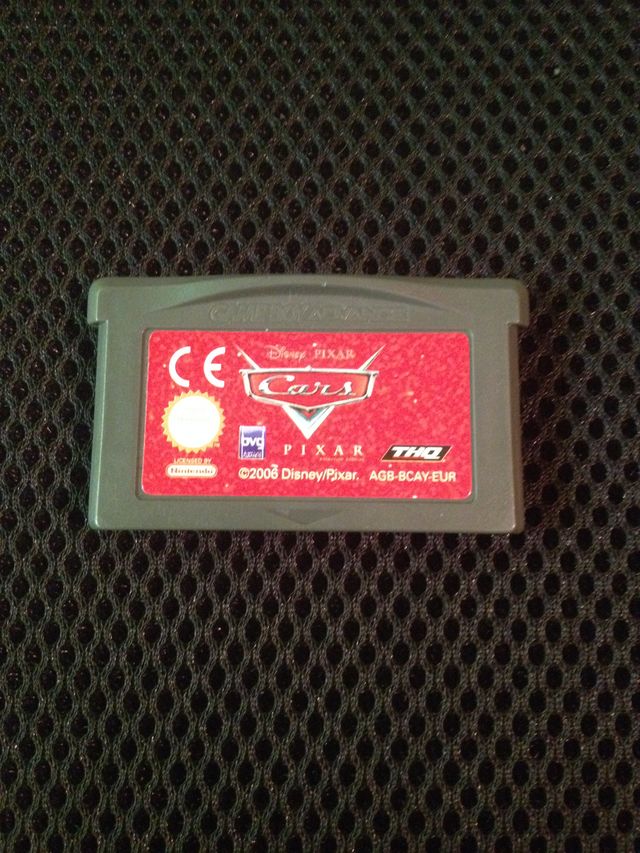 GAME BOY ADVANCE
Disney PIXAR
CE
Cars
bvg
PIXAR
THQ
LICENSED BY
Nintendo
©2006 Disney/Pixar. AGB-BCAY-EUR